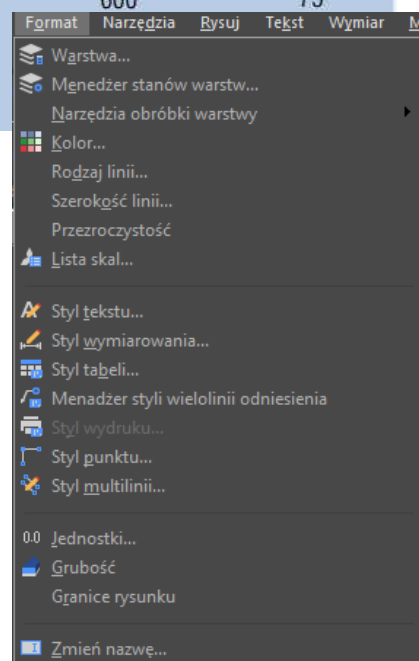 Format Narzędzia Rysuj Tekst Wymiar
Warstwa...
Menedżer stanów warstw...
Narzędzia obróbki warstwy
Kolor...
Rodzaj linii...
Szerokość linii...
Przezroczystość
Lista skal...
Styl tekstu...
Styl wymiarowania...
Styl tabeli...
Menadżer styli wielolinii odniesienia
Styl wydruku...
Styl punktu...
Styl multilinii...
0.0 Jednostki...
Grubość
Granice rysunku
Zmień nazwę...